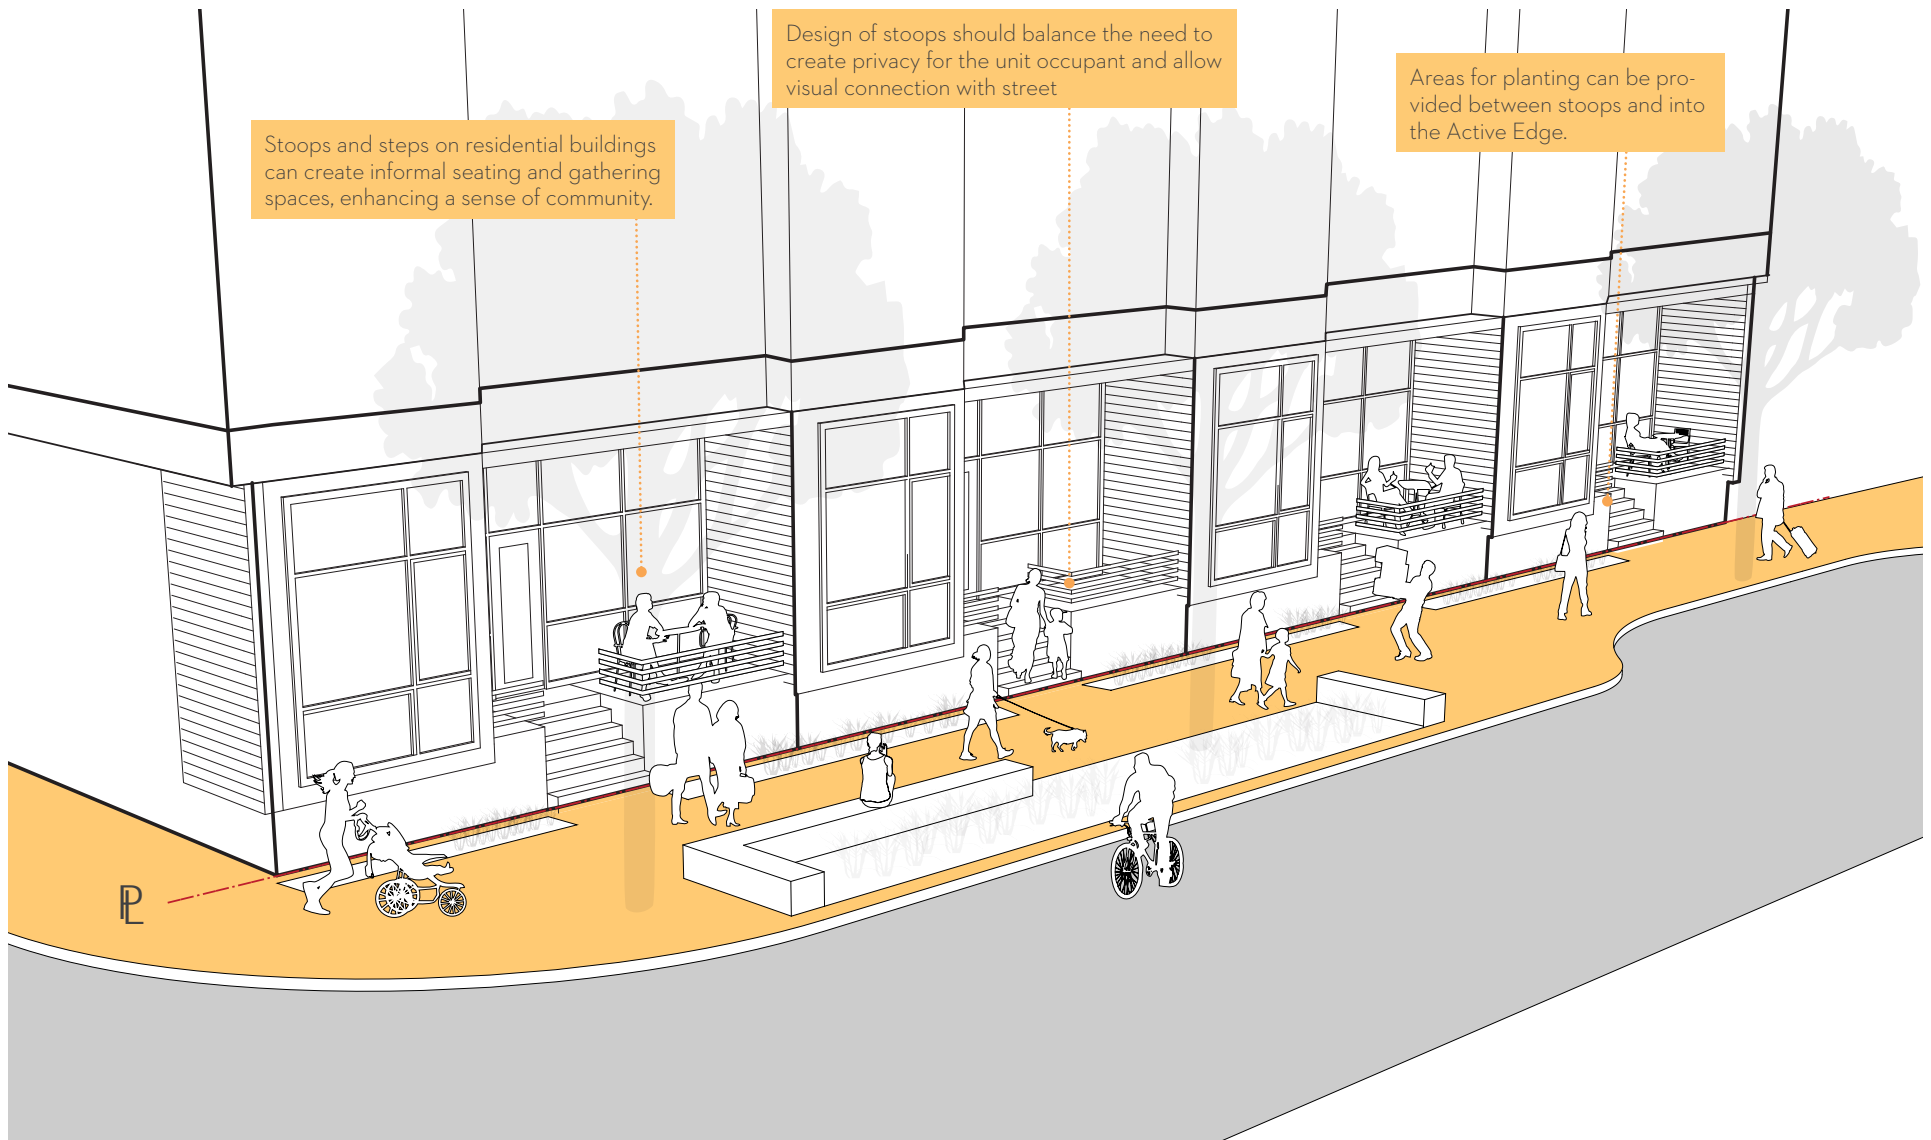 Design of stoops should balance the need to
create privacy for the unit occupant and allow
visual connection with street
Areas for planting can be pro-
vided between stoops and into
the Active Edge.
Stoops and steps on residential buildings
can create informal seating and gathering
spaces, enhancing a sense of community.
PL